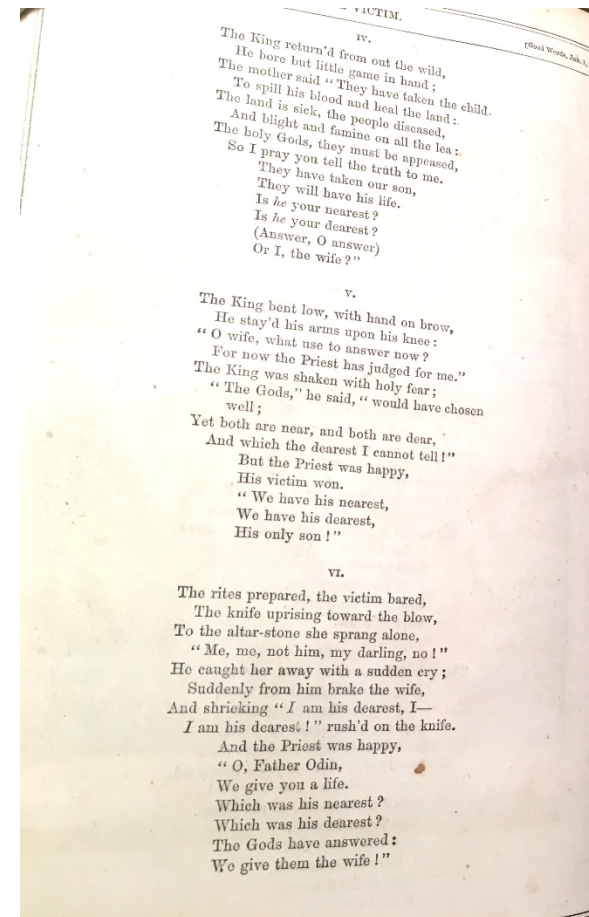 VICTIM.
[Good Words, Jan. 1,
IV.
The King return'd from out the wild,
He bore but little game in hand;
The mother said "They have taken the child.
To spill his blood and heal the land:
The land is sick, the people diseased,
And blight and famine on all the lea:
The holy Gods, they must be appeased,
So I pray you tell the truth to me.
They have taken our son,
They will have his life.
Is he your nearest?
Is he your dearest?
(Answer, O answer)
Or I, the wife?"
V.
The King bent low, with hand on brow,
He stay'd his arms upon his knee:
"O wife, what use to answer now?
For now the Priest has judged for me."
The King was shaken with holy fear;
"The Gods," he said, "would have chosen
well;
Yet both are near, and both are dear,
And which the dearest I cannot tell!"
But the Priest was happy,
His victim won.
"We have his nearest,
We have his dearest,
His only son!"
VI.
The rites prepared, the victim bared,
The knife uprising toward the blow,
To the altar-stone she sprang alone,
"Me, me, not him, my darling, no!"
He caught her away with a sudden cry;
Suddenly from him brake the wife,
And shrieking "I am his dearest, I—
I am his dearest!" rush'd on the knife.
And the Priest was happy,
"O, Father Odin,
We give you a life.
Which was his nearest?
Which was his dearest?
The Gods have answered:
We give them the wife!"